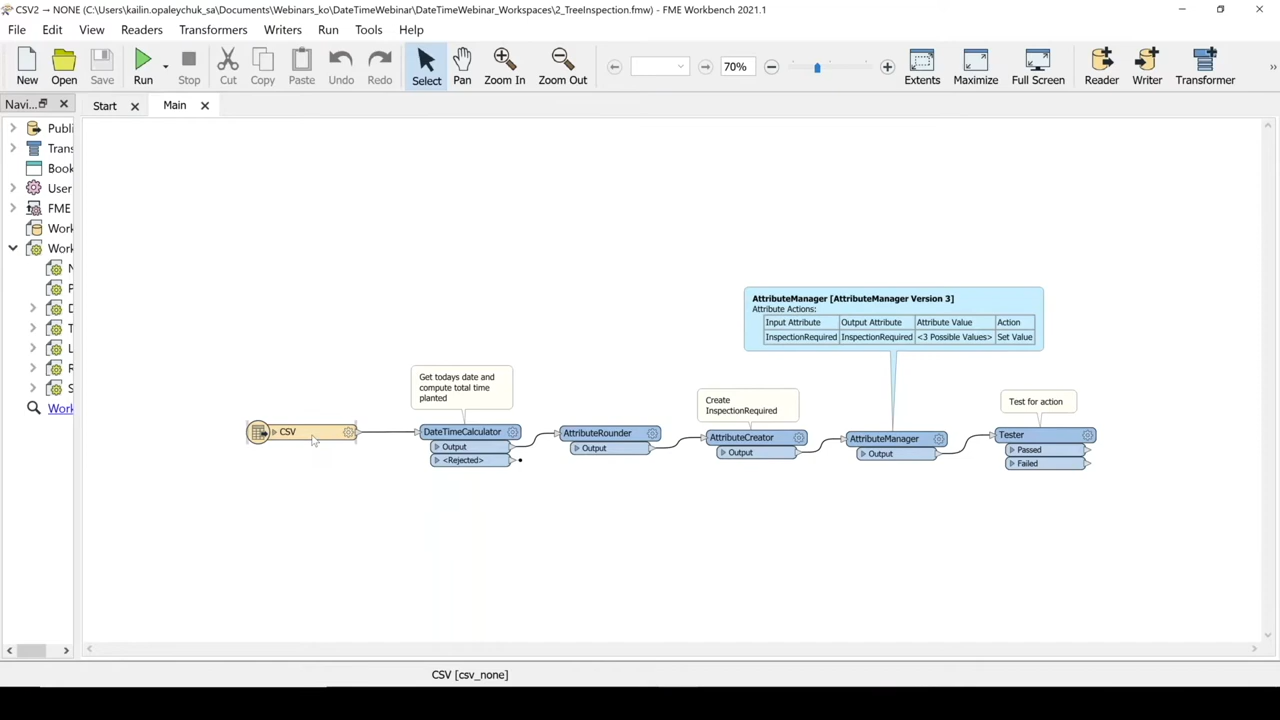 CSV2 → NONE (C:\Users\kailin.opaleychuk_sa\Documents\Webinars_ko\DateTimeWebinar\DateTimeWebinar_Workspaces\2_TreeInspection.fmw) - FME Workbench 2021.1
File Edit View Transformers Readers Writers Run Tools Help
New Open Save Run Stop Cut Copy Paste Undo Redo Select Pan Zoom In Zoom Out 70% Extents Maximize Full Screen Reader Writer Transformer
Navi... Start Main
Publi
Trans
Book
User
FME
Work
Work
N
P
D
T
L
R
S
Work
AttributeManager [AttributeManager Version 3]
Attribute Actions:
Input Attribute Output Attribute Attribute Value Action
InspectionRequired InspectionRequired <3 Possible Values> Set Value
Get todays date and
compute total time
planted
Create
InspectionRequired
Test for action
CSV
DateTimeCalculator
Output
<Rejected>
AttributeRounder
Output
AttributeCreator
Output
AttributeManager
Output
Tester
Passed
Failed
CSV [csv_none]